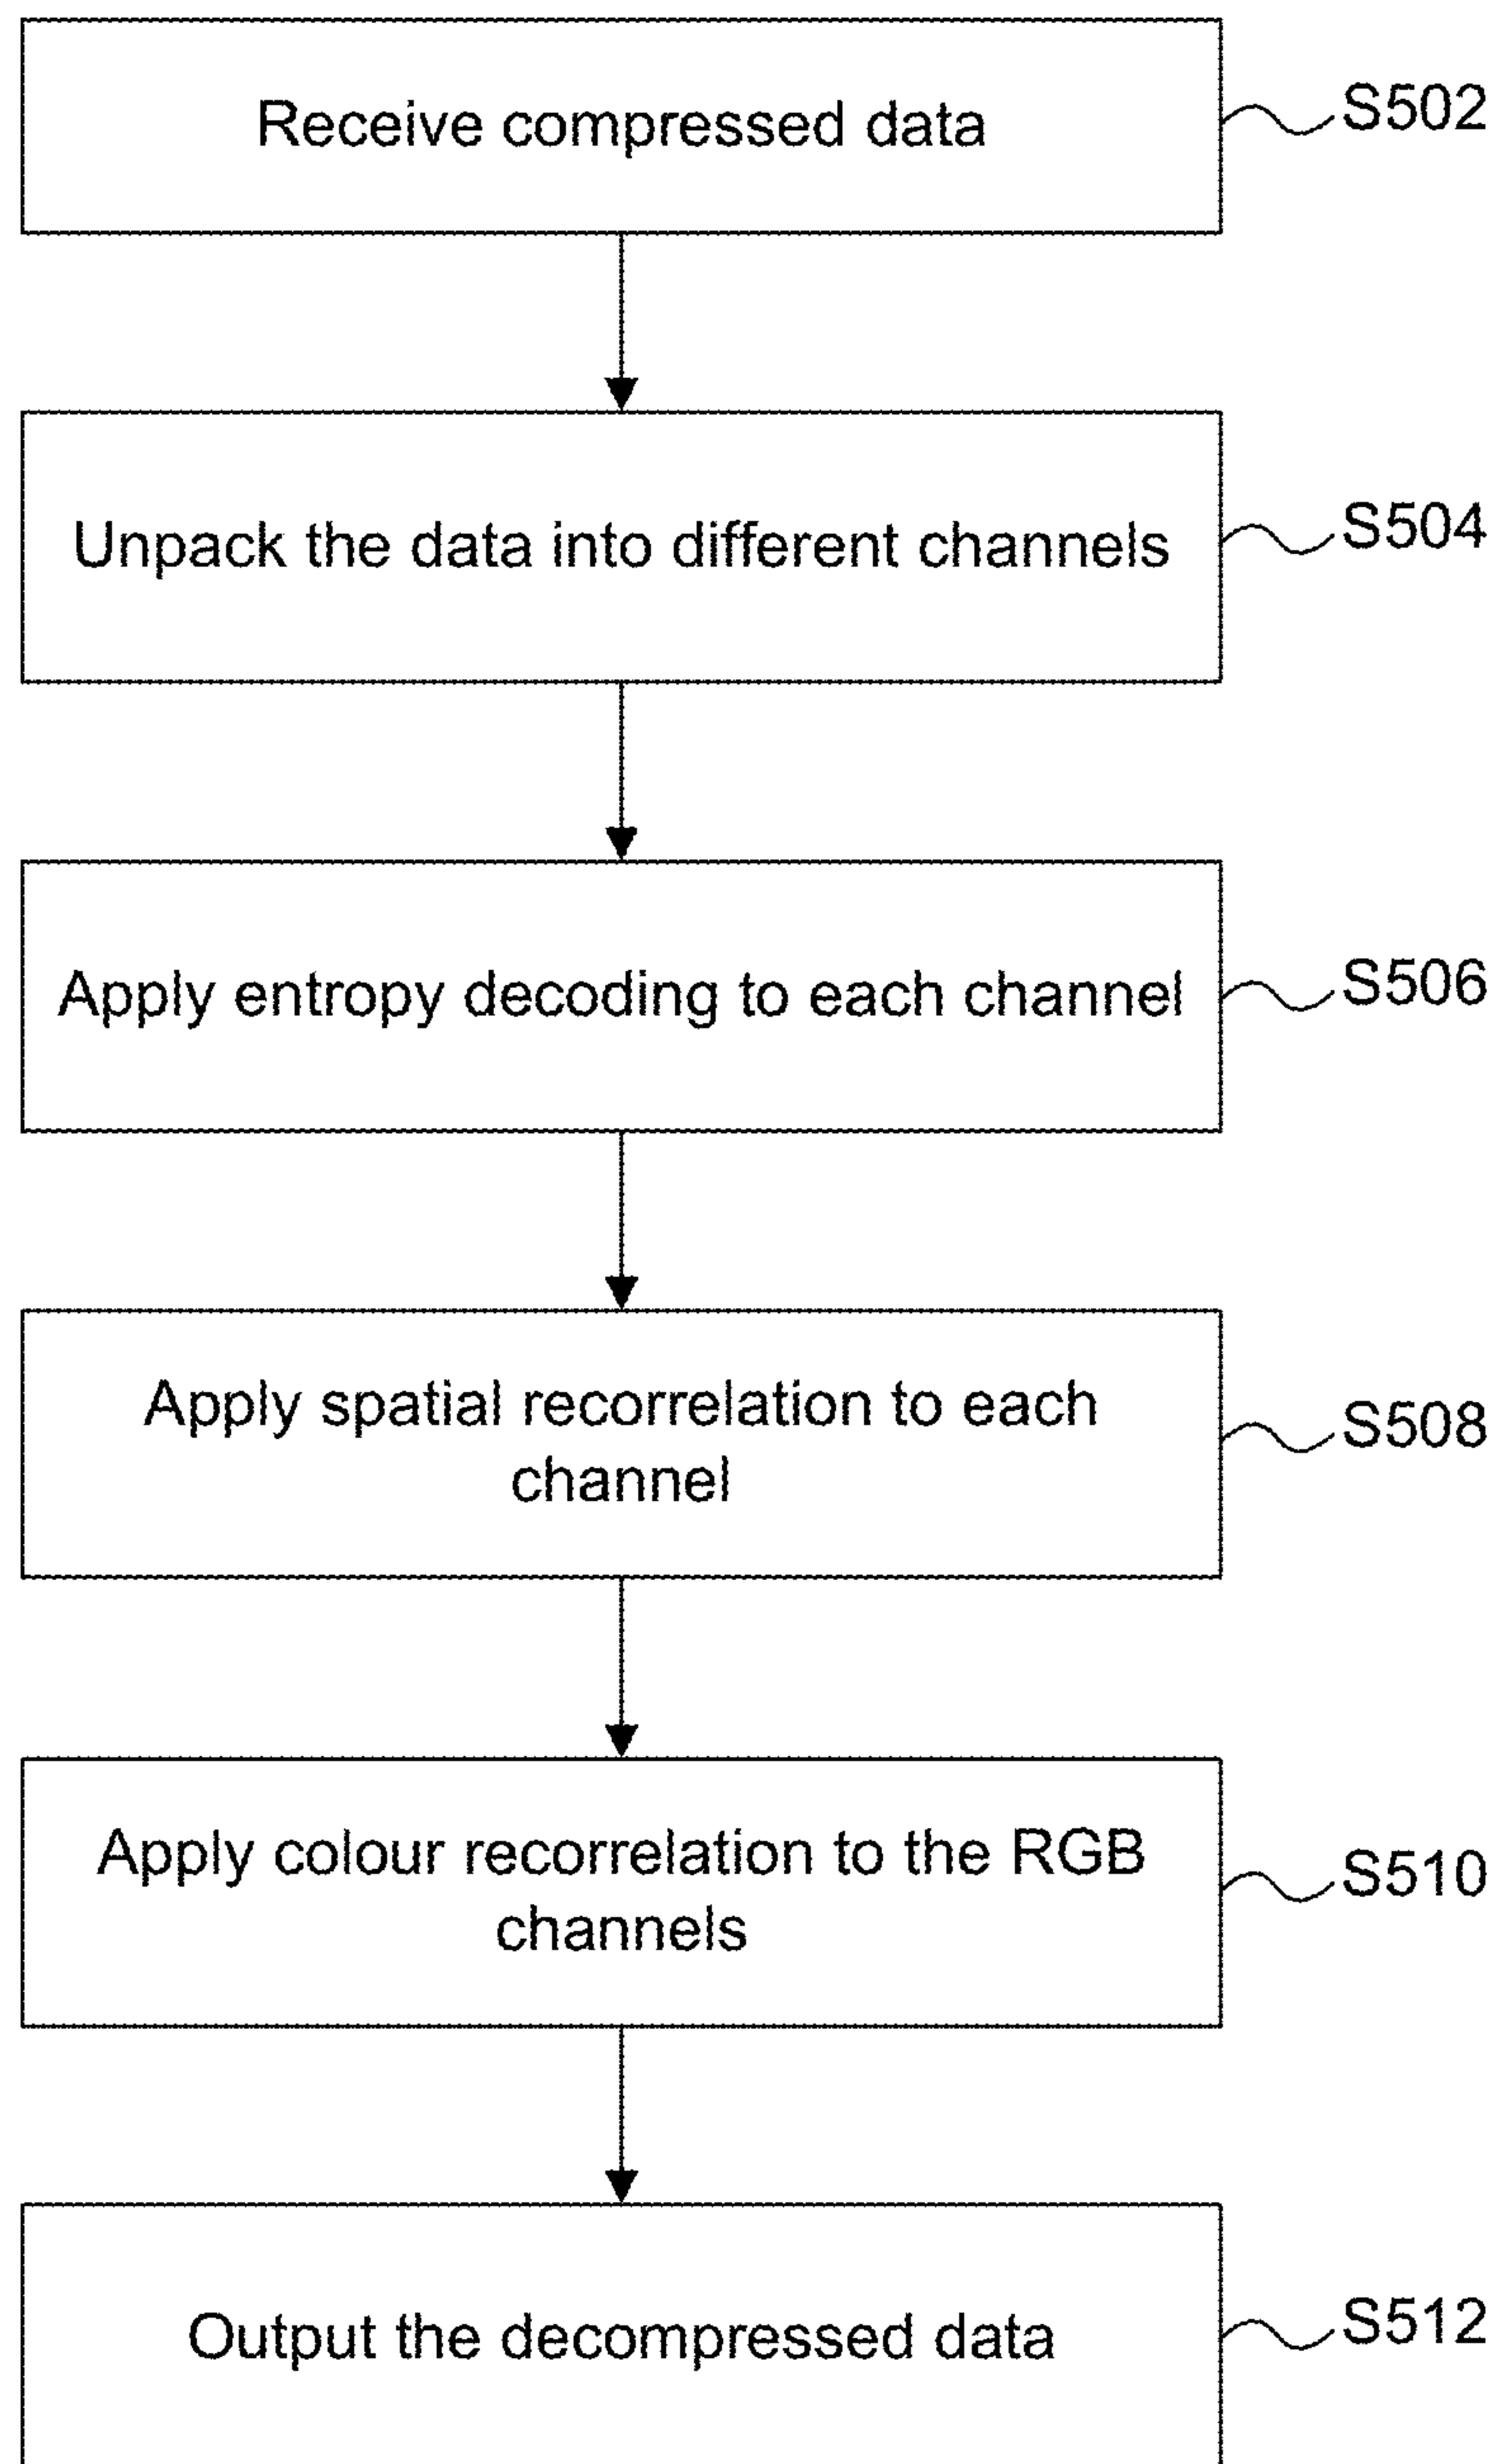 Receive compressed data
S502
Unpack the data into different channels
S504
Apply entropy decoding to each channel
S506
Apply spatial recorrelation to each
channel
S508
Apply colour recorrelation to the RGB
channels
S510
Output the decompressed data
S512